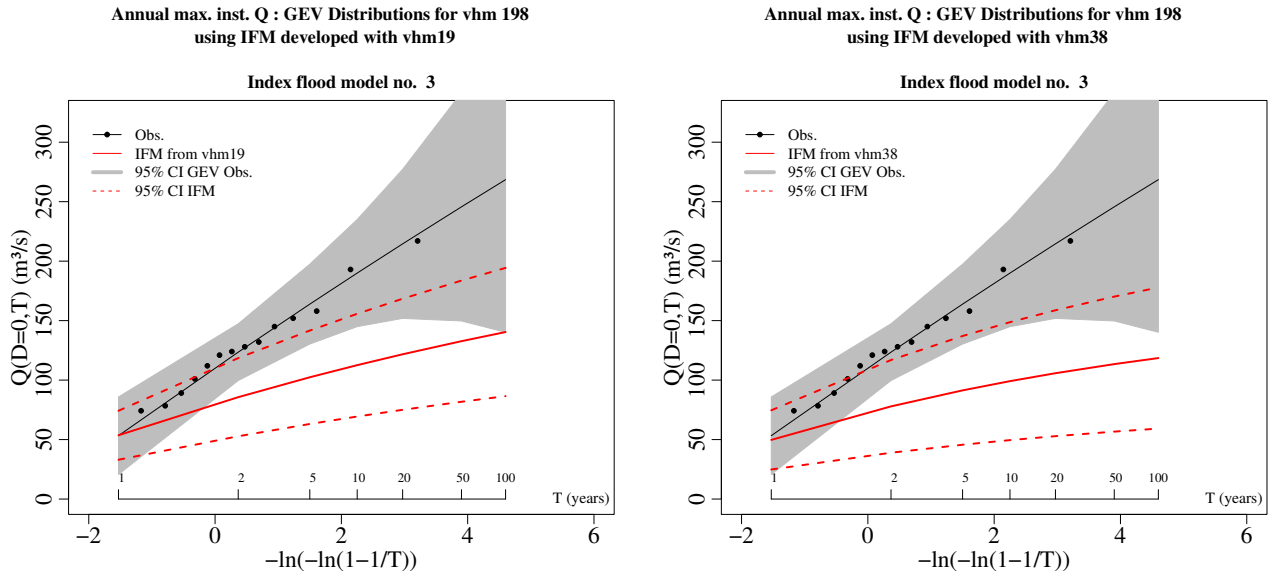 Annual max. inst. Q : GEV Distributions for vhm 198
using IFM developed with vhm19
Index flood model no. 3
Obs.
IFM from vhm19
95% CI GEV Obs.
95% CI IFM
Q(D=0,T) (m³/s)
0 50 100 150 200 250 300
1 2 5 10 20 50 100
T (years)
−2 0 2 4 6
−ln(−ln(1−1/T))
Annual max. inst. Q : GEV Distributions for vhm 198
using IFM developed with vhm38
Index flood model no. 3
Obs.
IFM from vhm38
95% CI GEV Obs.
95% CI IFM
Q(D=0,T) (m³/s)
0 50 100 150 200 250 300
1 2 5 10 20 50 100
T (years)
−2 0 2 4 6
−ln(−ln(1−1/T))